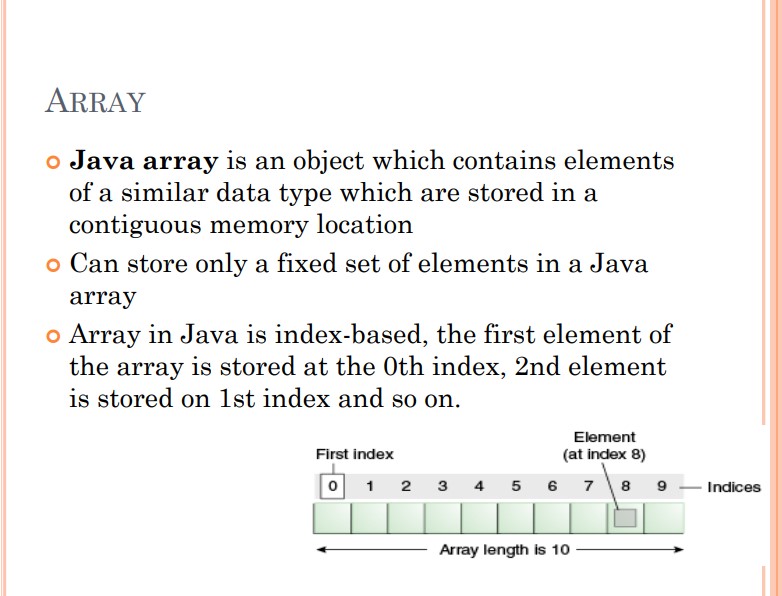 ARRAY
Java array is an object which contains elements
of a similar data type which are stored in a
contiguous memory location
Can store only a fixed set of elements in a Java
array
Array in Java is index-based, the first element of
the array is stored at the 0th index, 2nd element
is stored on 1st index and so on.
Element
First index (at index 8)
0 1 2 3 4 5 6 7 8 9 Indices
Array length is 10